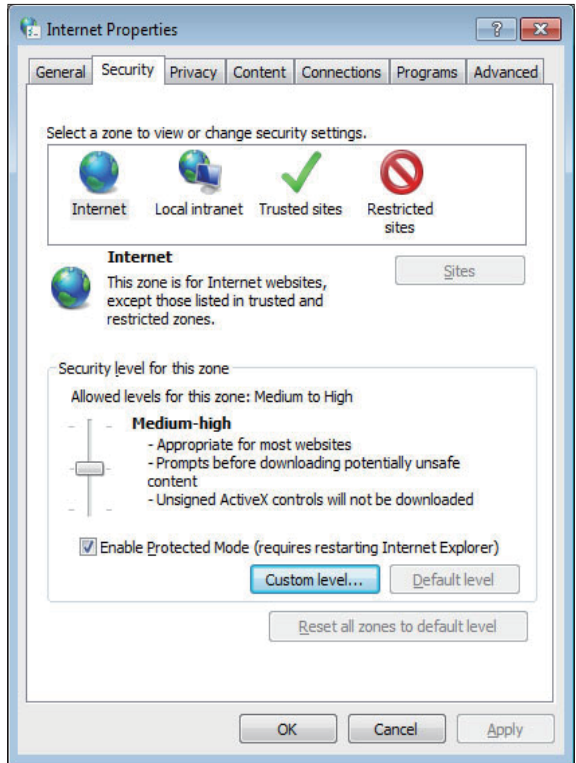 Internet Properties
General Security Privacy Content Connections Programs Advanced
Select a zone to view or change security settings.
Internet Local intranet Trusted sites Restricted
sites
Internet
This zone is for Internet websites,
except those listed in trusted and
restricted zones.
Sites
Security level for this zone
Allowed levels for this zone: Medium to High
Medium-high
- Appropriate for most websites
- Prompts before downloading potentially unsafe
content
- Unsigned ActiveX controls will not be downloaded
Enable Protected Mode (requires restarting Internet Explorer)
Custom level... Default level
Reset all zones to default level
OK Cancel Apply